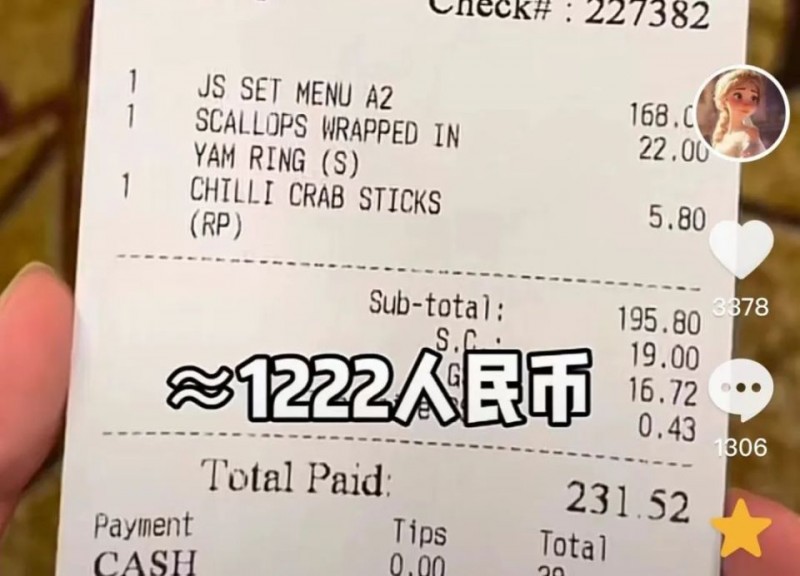 Check# : 227382
1 JS SET MENU A2 168.0
1 SCALLOPS WRAPPED IN 22.00
YAM RING (S)
1 CHILLI CRAB STICKS 5.80
(RP)
Sub-total: 195.80
S.C.: 19.00
G 16.72
0.43
≈1222人民币
Total Paid: 231.52
Payment Tips Total
CASH 0.00
3378
1306